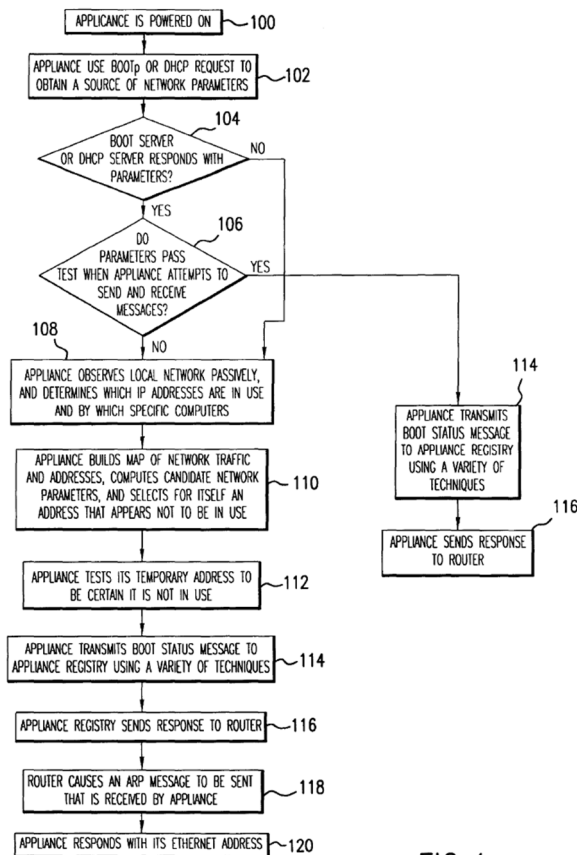 APPLICANCE IS POWERED ON
100
APPLIANCE USE BOOTp OR DHCP REQUEST TO
OBTAIN A SOURCE OF NETWORK PARAMETERS
102
104
BOOT SERVER
OR DHCP SERVER RESPONDS WITH
PARAMETERS?
NO
YES
106
DO
PARAMETERS PASS
TEST WHEN APPLIANCE ATTEMPTS TO
SEND AND RECEIVE
MESSAGES?
YES
NO
108
APPLIANCE OBSERVES LOCAL NETWORK PASSIVELY,
AND DETERMINES WHICH IP ADDRESSES ARE IN USE
AND BY WHICH SPECIFIC COMPUTERS
114
APPLIANCE TRANSMITS
BOOT STATUS MESSAGE
TO APPLIANCE REGISTRY
USING A VARIETY OF
TECHNIQUES
APPLIANCE BUILDS MAP OF NETWORK TRAFFIC
AND ADDRESSES, COMPUTES CANDIDATE NETWORK
PARAMETERS, AND SELECTS FOR ITSELF AN
ADDRESS THAT APPEARS NOT TO BE IN USE
110
116
APPLIANCE SENDS RESPONSE
TO ROUTER
APPLIANCE TESTS ITS TEMPORARY ADDRESS TO
BE CERTAIN IT IS NOT IN USE
112
APPLIANCE TRANSMITS BOOT STATUS MESSAGE TO
APPLIANCE REGISTRY USING A VARIETY OF TECHNIQUES
114
APPLIANCE REGISTRY SENDS RESPONSE TO ROUTER
116
ROUTER CAUSES AN ARP MESSAGE TO BE SENT
THAT IS RECEIVED BY APPLIANCE
118
APPLIANCE RESPONDS WITH ITS ETHERNET ADDRESS
120